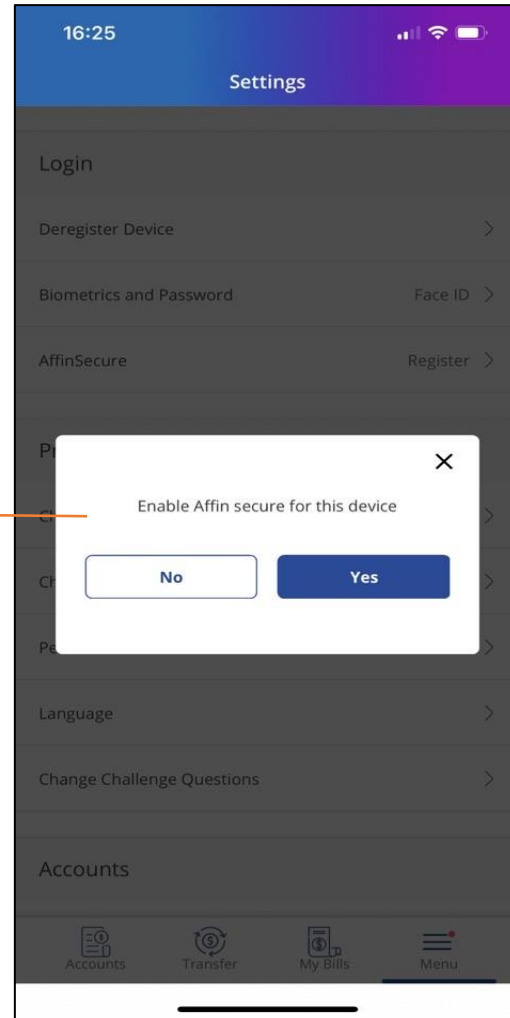 16:25
Settings
Login
Deregister Device
Biometrics and Password Face ID
AffinSecure Register
Enable Affin secure for this device
No Yes
Language
Change Challenge Questions
Accounts
Accounts Transfer My Bills Menu